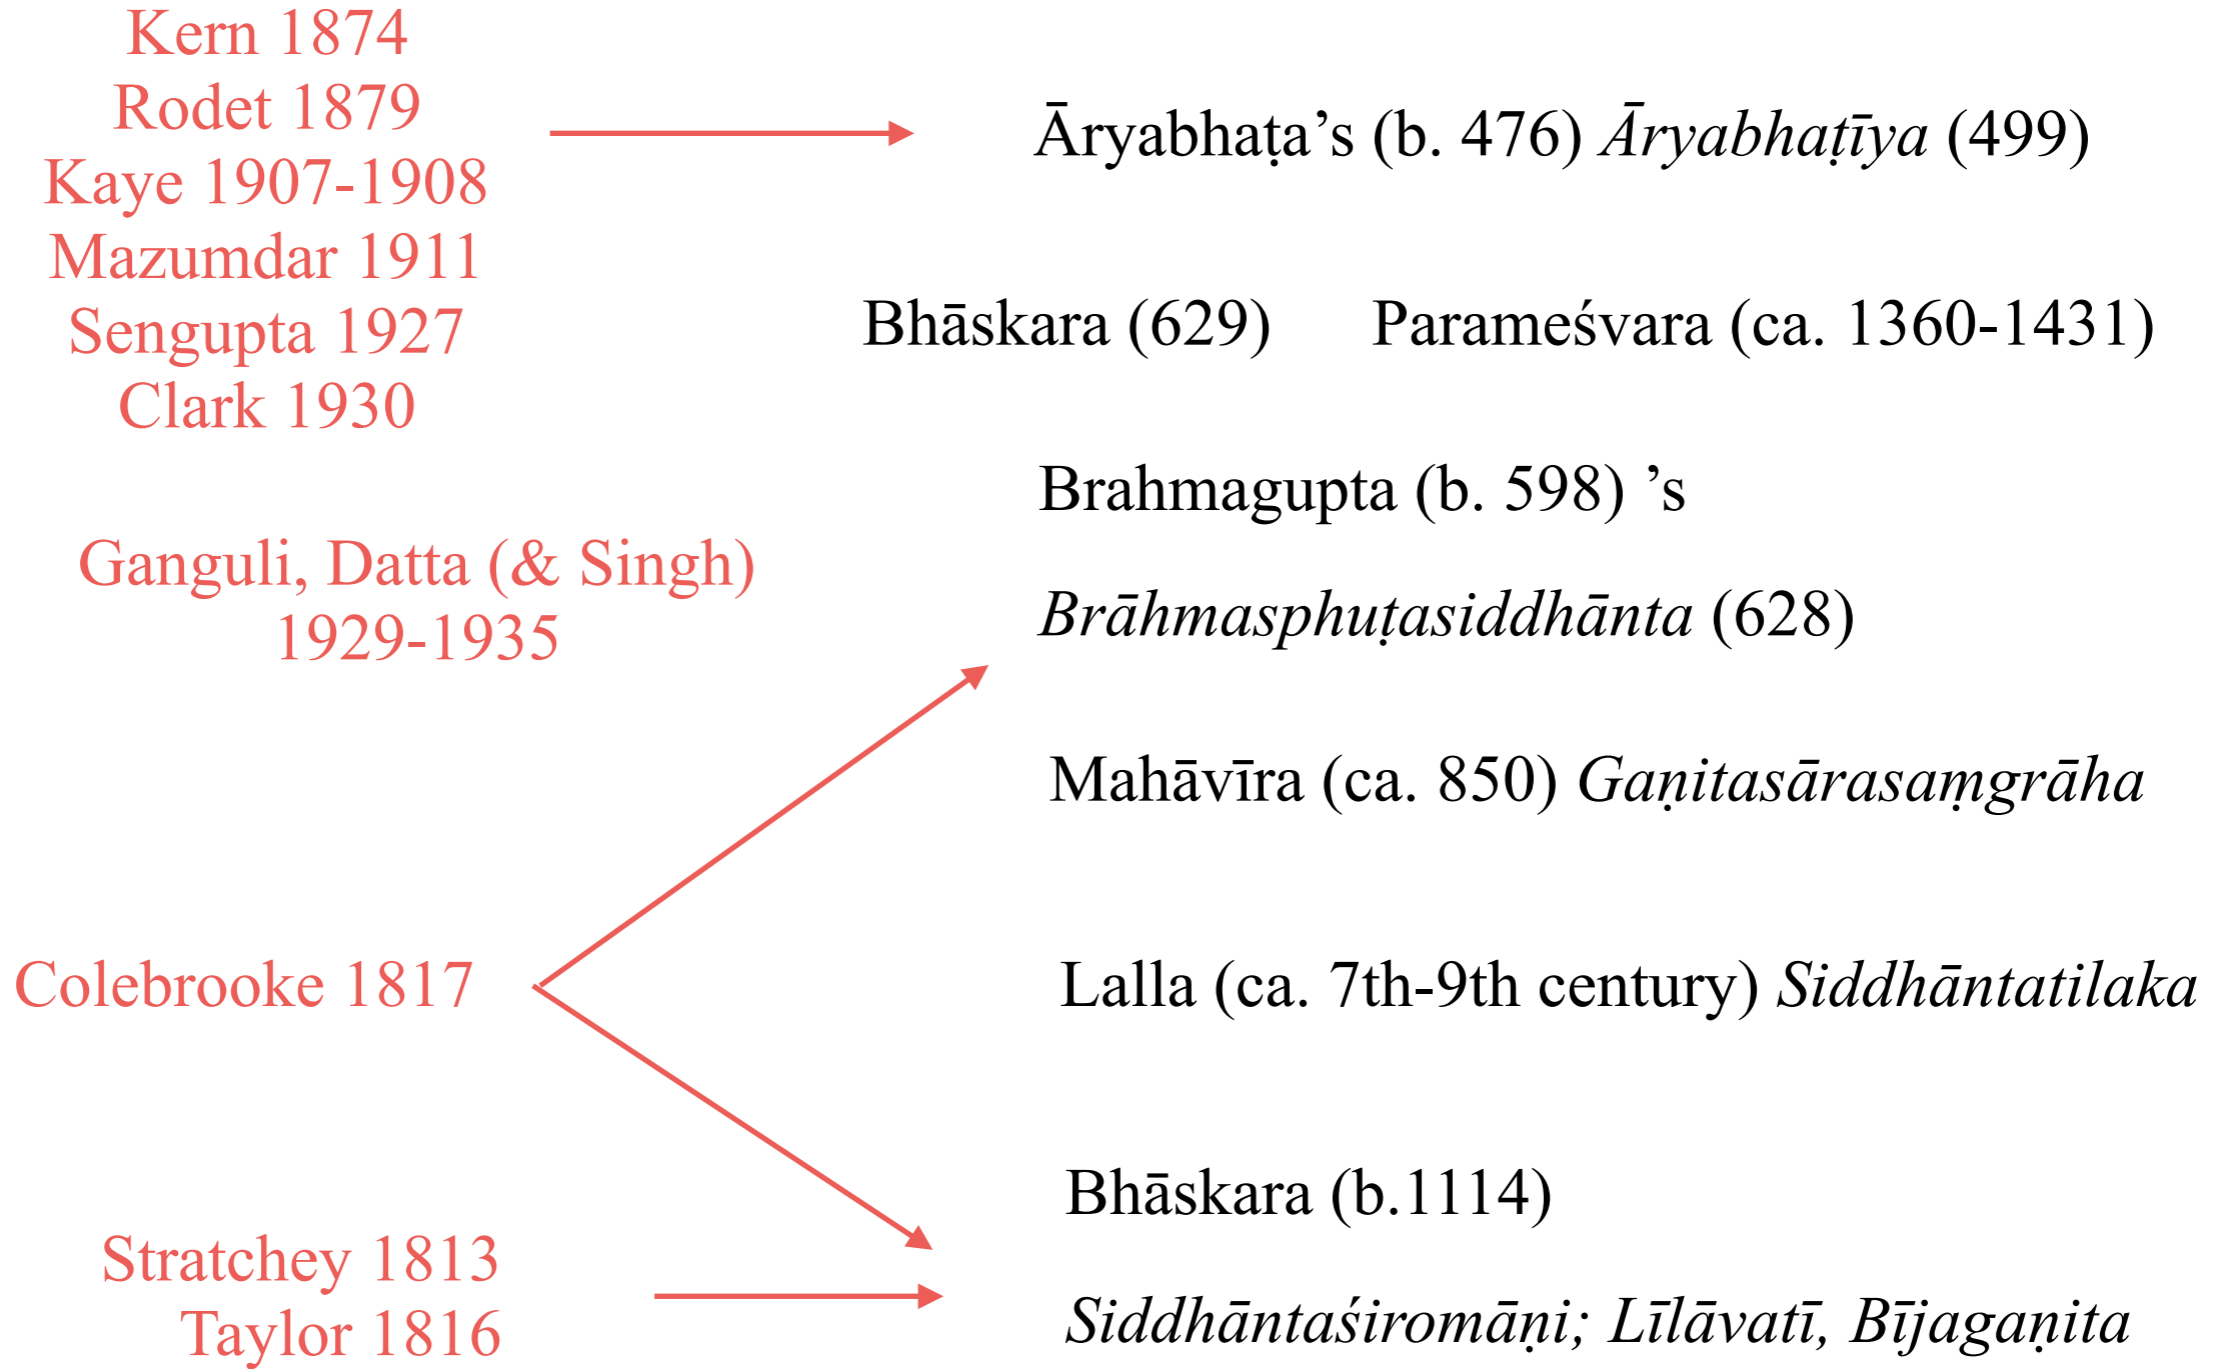 Kern 1874
Rodet 1879
Kaye 1907-1908
Mazumdar 1911
Sengupta 1927
Clark 1930
Āryabhaṭa’s (b. 476) Āryabhaṭīya (499)
Bhāskara (629) Parameśvara (ca. 1360-1431)
Ganguli, Datta (& Singh)
1929-1935
Brahmagupta (b. 598) ’s
Brāhmasphuṭasiddhānta (628)
Mahāvīra (ca. 850) Gaṇitasārasaṃgrāha
Colebrooke 1817
Lalla (ca. 7th-9th century) Siddhāntatilaka
Stratchey 1813
Taylor 1816
Bhāskara (b.1114)
Siddhāntaśiromāṇi; Līlāvatī, Bījagaṇita